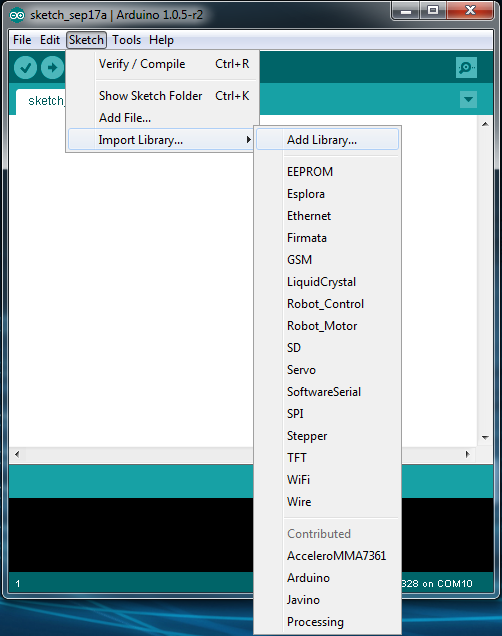 sketch_sep17a | Arduino 1.0.5-r2
File Edit Sketch Tools Help
Verify / Compile Ctrl+R
Show Sketch Folder Ctrl+K
sketch_
Add File...
Import Library...
Add Library...
EEPROM
Esplora
Ethernet
Firmata
GSM
LiquidCrystal
Robot_Control
Robot_Motor
SD
Servo
SoftwareSerial
SPI
Stepper
TFT
WiFi
Wire
Contributed
AcceleroMMA7361
Arduino
Javino
Processing
1
328 on COM10